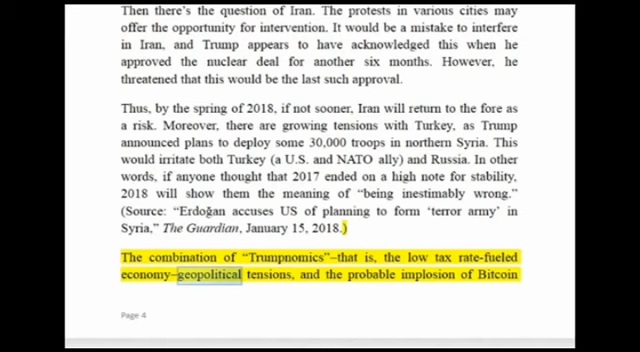 Then there's the question of Iran. The protests in various cities may
offer the opportunity for intervention. It would be a mistake to interfere
in Iran, and Trump appears to have acknowledged this when he
approved the nuclear deal for another six months. However, he
threatened that this would be the last such approval.
Thus, by the spring of 2018, if not sooner, Iran will return to the fore as
a risk. Moreover, there are growing tensions with Turkey, as Trump
announced plans to deploy some 30,000 troops in northern Syria. This
would irritate both Turkey (a U.S. and NATO ally) and Russia. In other
words, if anyone thought that 2017 ended on a high note for stability,
2018 will show them the meaning of “being inestimably wrong.”
(Source: “Erdoğan accuses US of planning to form ‘terror army’ in
Syria,” The Guardian, January 15, 2018.)
The combination of “Trumpnomics”–that is, the low tax rate-fueled
economy–geopolitical tensions, and the probable implosion of Bitcoin
Page 4